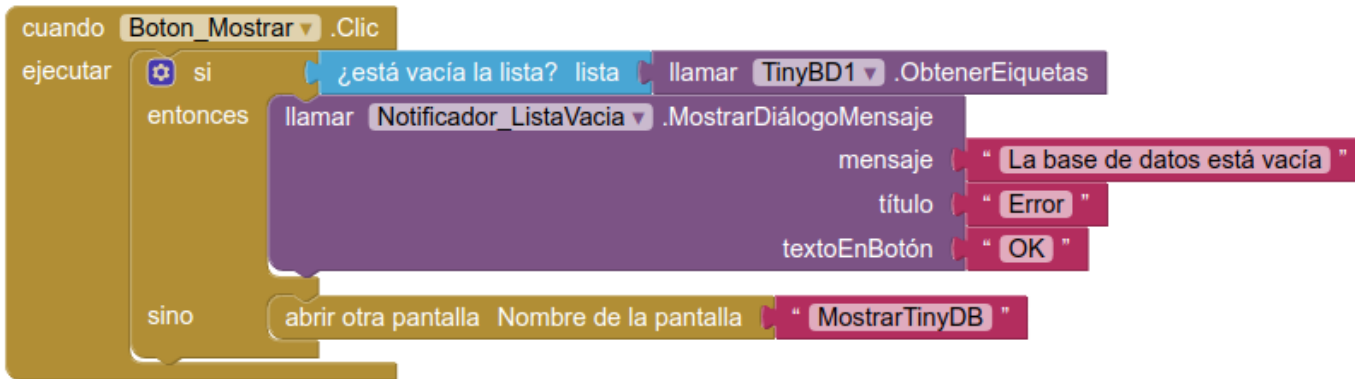 cuando Boton_Mostrar .Clic
ejecutar si ¿está vacía la lista? lista llamar TinyBD1 .ObtenerEiquetas
entonces llamar Notificador_ListaVacia .MostrarDiálogoMensaje
mensaje “ La base de datos está vacía ”
título “ Error ”
textoEnBotón “ OK ”
sino abrir otra pantalla Nombre de la pantalla “ MostrarTinyDB ”